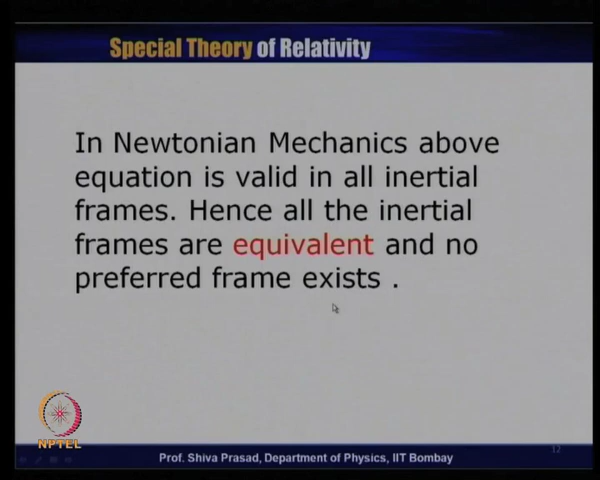 Special Theory of Relativity
In Newtonian Mechanics above
equation is valid in all inertial
frames. Hence all the inertial
frames are equivalent and no
preferred frame exists .
NPTEL
Prof. Shiva Prasad, Department of Physics, IIT Bombay
12